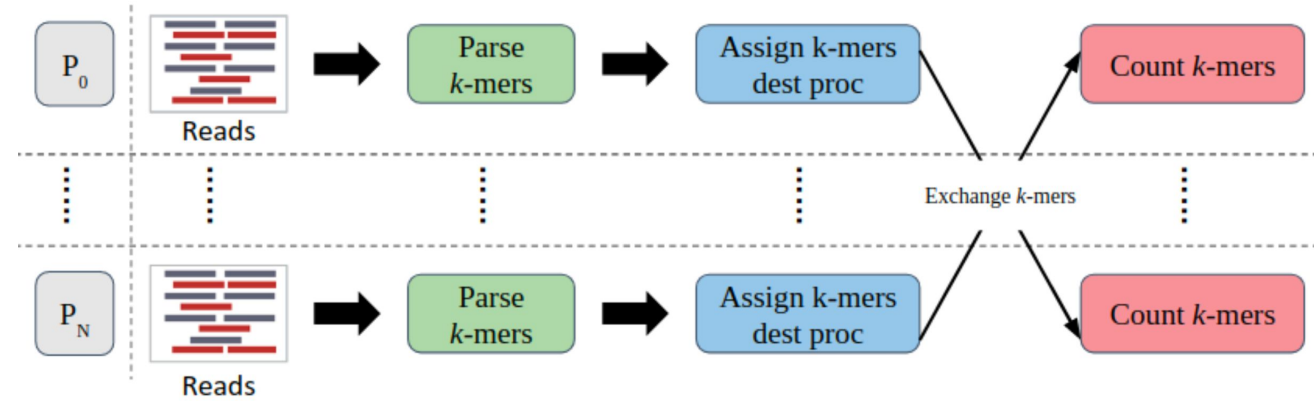 P0
Reads
Parse
k-mers
Assign k-mers
dest proc
Count k-mers
Exchange k-mers
PN
Reads
Parse
k-mers
Assign k-mers
dest proc
Count k-mers